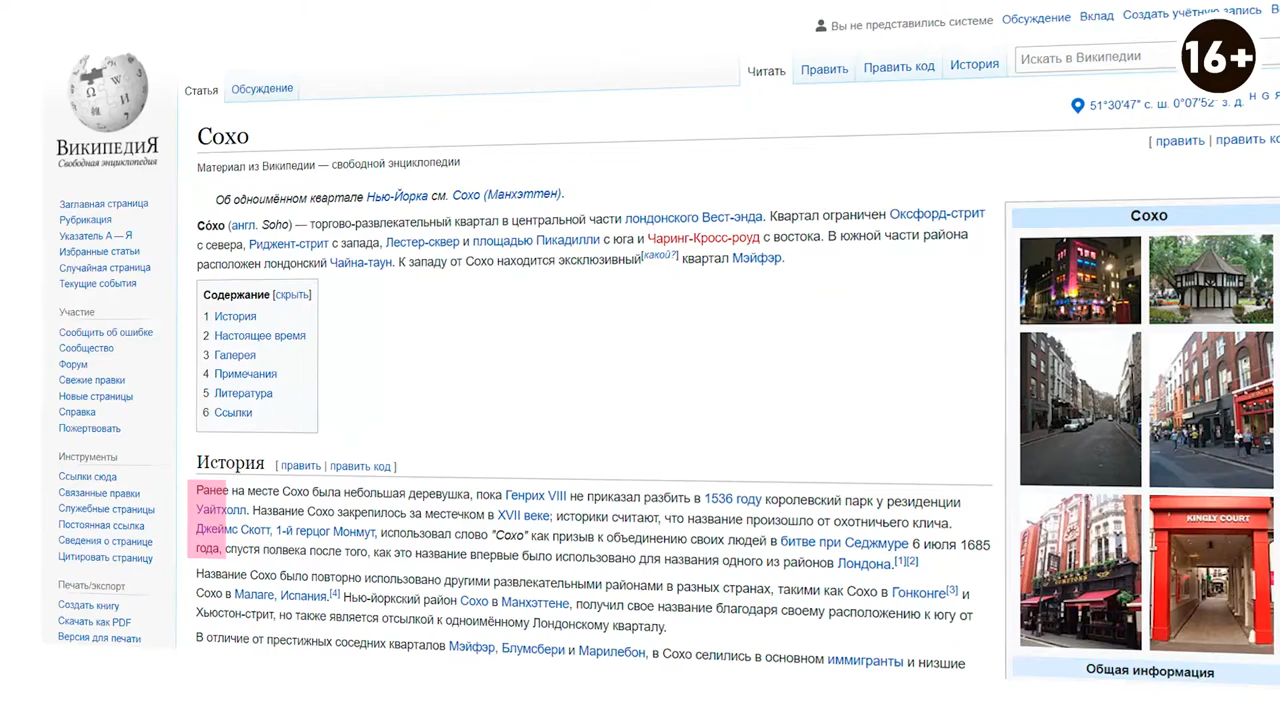 Вы не представились системе Обсуждение Вклад Создать учётную запись
16+
Статья Обсуждение
Читать Править Править код История Искать в Википедии
ВИКИПЕДИЯ
Свободная энциклопедия
51°30′47″ с. ш. 0°07′52″ з. д. H G Я
Сохо
[ править | править
Материал из Википедии — свободной энциклопедии
Об одноимённом квартале Нью-Йорка см. Сохо (Манхэттен).
Со́хо (англ. Soho) — торгово-развлекательный квартал в центральной части лондонского Вест-энда. Квартал ограничен Оксфорд-стрит
с севера, Риджент-стрит с запада, Лестер-сквер и площадью Пикадилли с юга и Чаринг-Кросс-роуд с востока. В южной части района
расположен лондонский Чайна-таун. К западу от Сохо находится эксклюзивный[какой?] квартал Мэйфэр.
Содержание [скрыть]
1 История
2 Настоящее время
3 Галерея
4 Примечания
5 Литература
6 Ссылки
История [ править | править код ]
Ранее на месте Сохо была небольшая деревушка, пока Генрих VIII не приказал разбить в 1536 году королевский парк у резиденции
Уайтхолл. Название Сохо закрепилось за местечком в XVII веке; историки считают, что название произошло от охотничьего клича.
Джеймс Скотт, 1-й герцог Монмут, использовал слово "Сохо" как призыв к объединению своих людей в битве при Седжмуре 6 июля 1685
года, спустя полвека после того, как это название впервые было использовано для названия одного из районов Лондона.[1][2]
Название Сохо было повторно использовано другими развлекательными районами в разных странах, такими как Сохо в Гонконге[3] и
Сохо в Малаге, Испания.[4] Нью-йоркский район Сохо в Манхэттене, получил свое название благодаря своему расположению к югу от
Хьюстон-стрит, но также является отсылкой к одноимённому Лондонскому кварталу.
В отличие от престижных соседних кварталов Мэйфэр, Блумсбери и Марилебон, в Сохо селились в основном иммигранты и низшие
Заглавная страница
Рубрикация
Указатель А — Я
Избранные статьи
Случайная страница
Текущие события
Участие
Сообщить об ошибке
Сообщество
Форум
Свежие правки
Новые страницы
Справка
Пожертвовать
Инструменты
Ссылки сюда
Связанные правки
Служебные страницы
Постоянная ссылка
Сведения о странице
Цитировать страницу
Печать/экспорт
Создать книгу
Скачать как PDF
Версия для печати
Сохо
KINGLY COURT
Общая информация